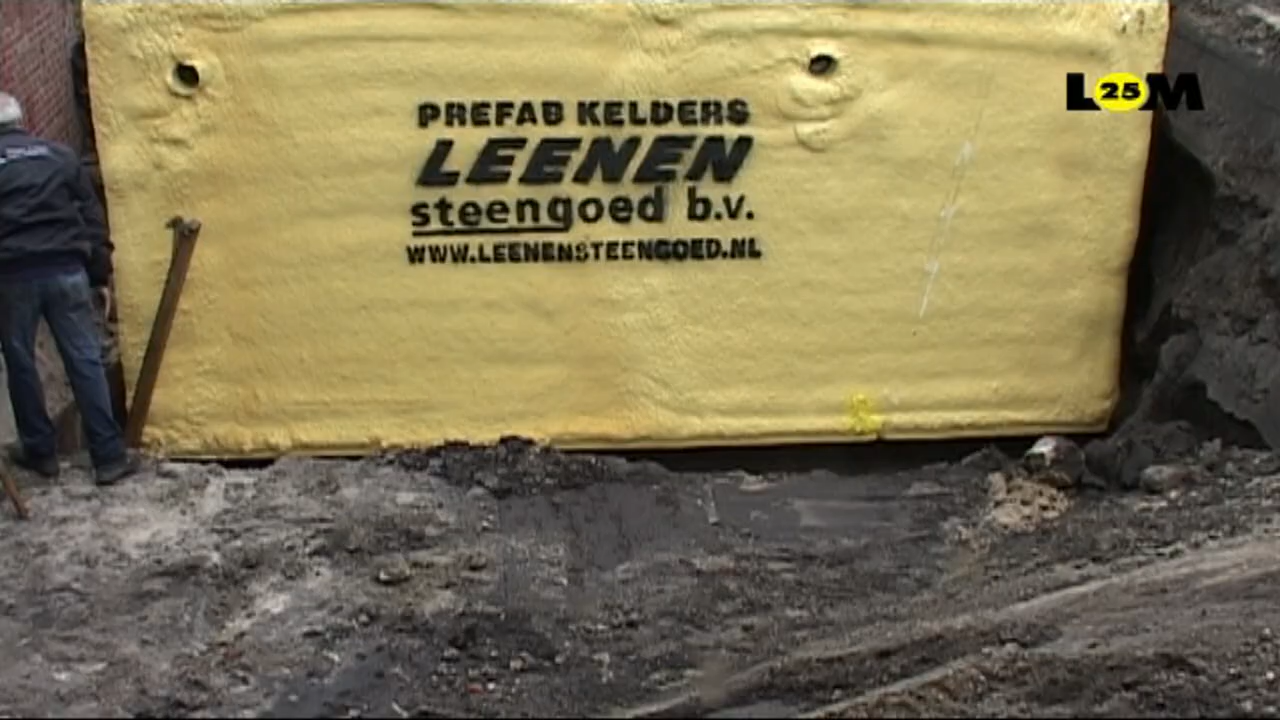 PREFAB KELDERS
LEENEN
steengoed b.v.
WWW.LEENENSTEENGOED.NL
L25M